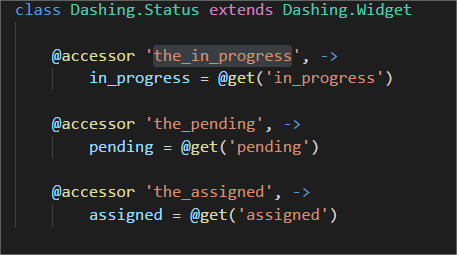 class Dashing.Status extends Dashing.Widget
@accessor 'the_in_progress', ->
in_progress = @get('in_progress')
@accessor 'the_pending', ->
pending = @get('pending')
@accessor 'the_assigned', ->
assigned = @get('assigned')